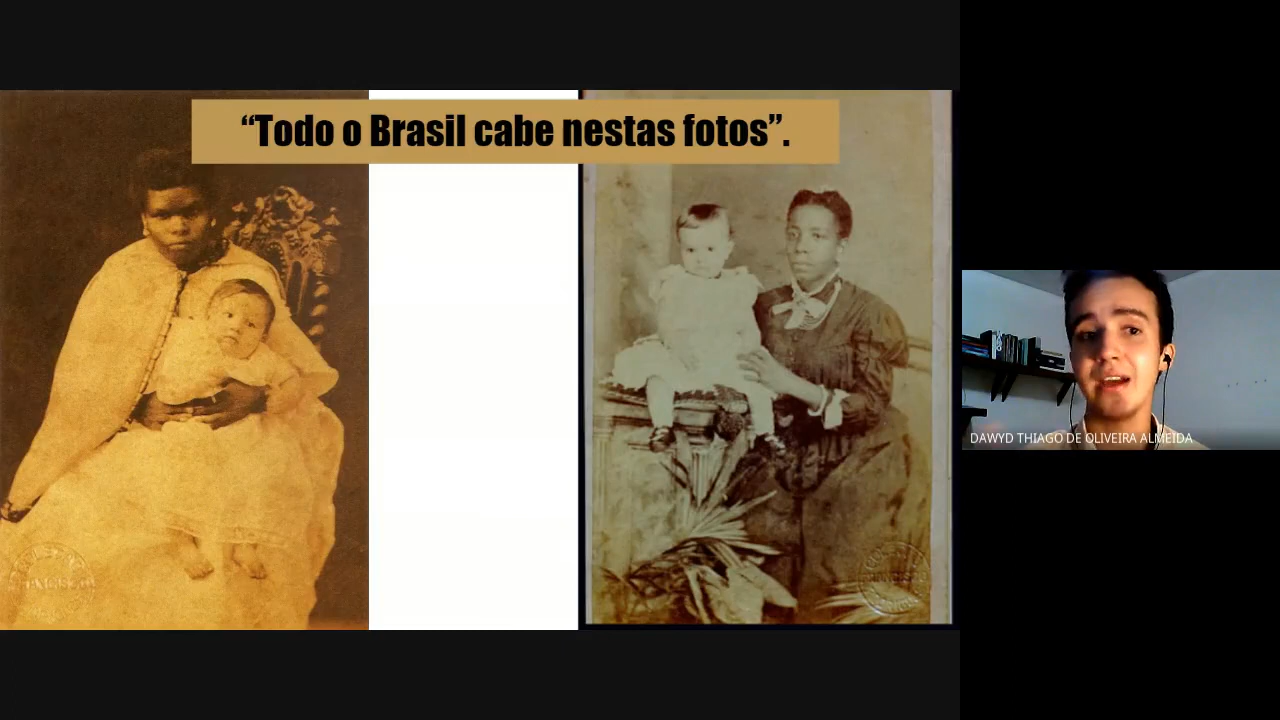 “Todo o Brasil cabe nestas fotos”.
DAWYD THIAGO DE OLIVEIRA ALMEIDA